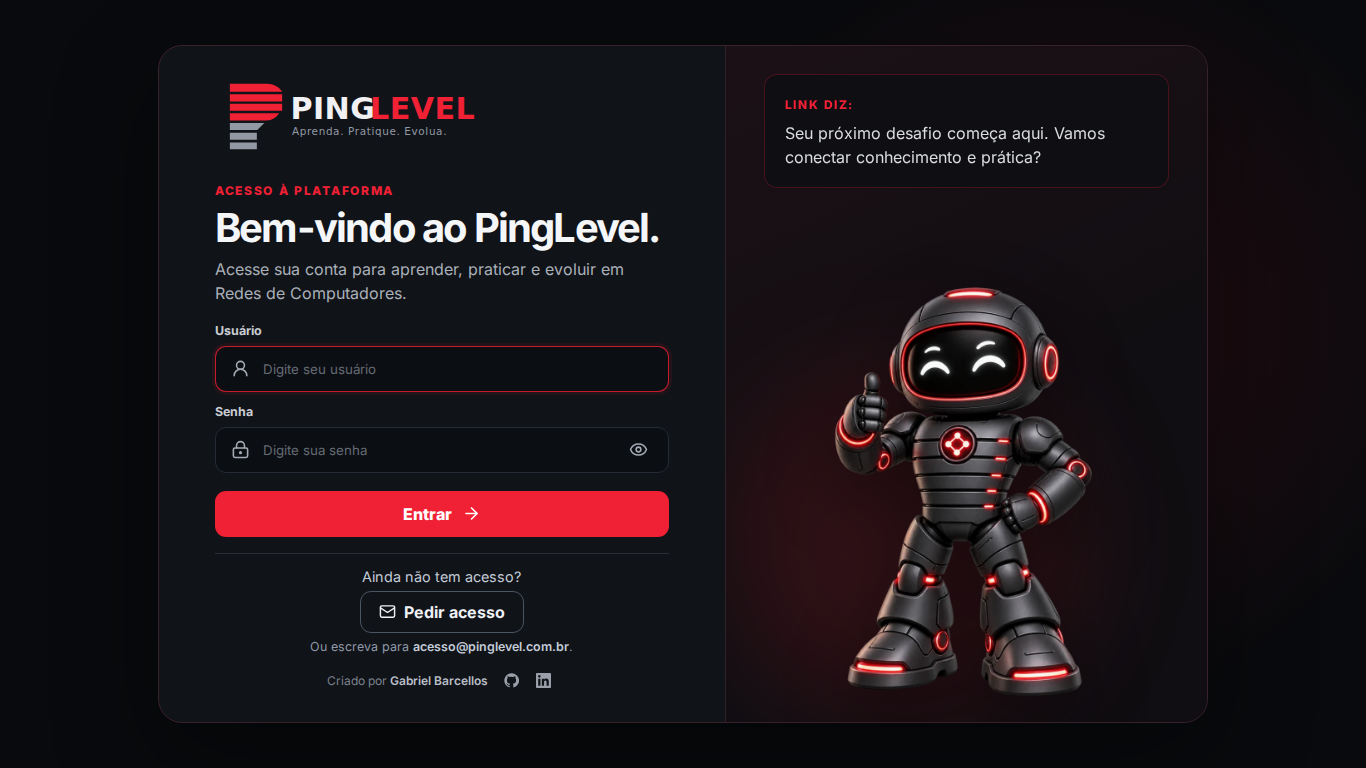 PINGLEVEL
Aprenda. Pratique. Evolua.
ACESSO À PLATAFORMA
Bem-vindo ao PingLevel.
Acesse sua conta para aprender, praticar e evoluir em
Redes de Computadores.
Usuário
Digite seu usuário
Senha
Digite sua senha
Entrar
Ainda não tem acesso?
Pedir acesso
Ou escreva para acesso@pinglevel.com.br.
Criado por Gabriel Barcellos
LINK DIZ:
Seu próximo desafio começa aqui. Vamos
conectar conhecimento e prática?